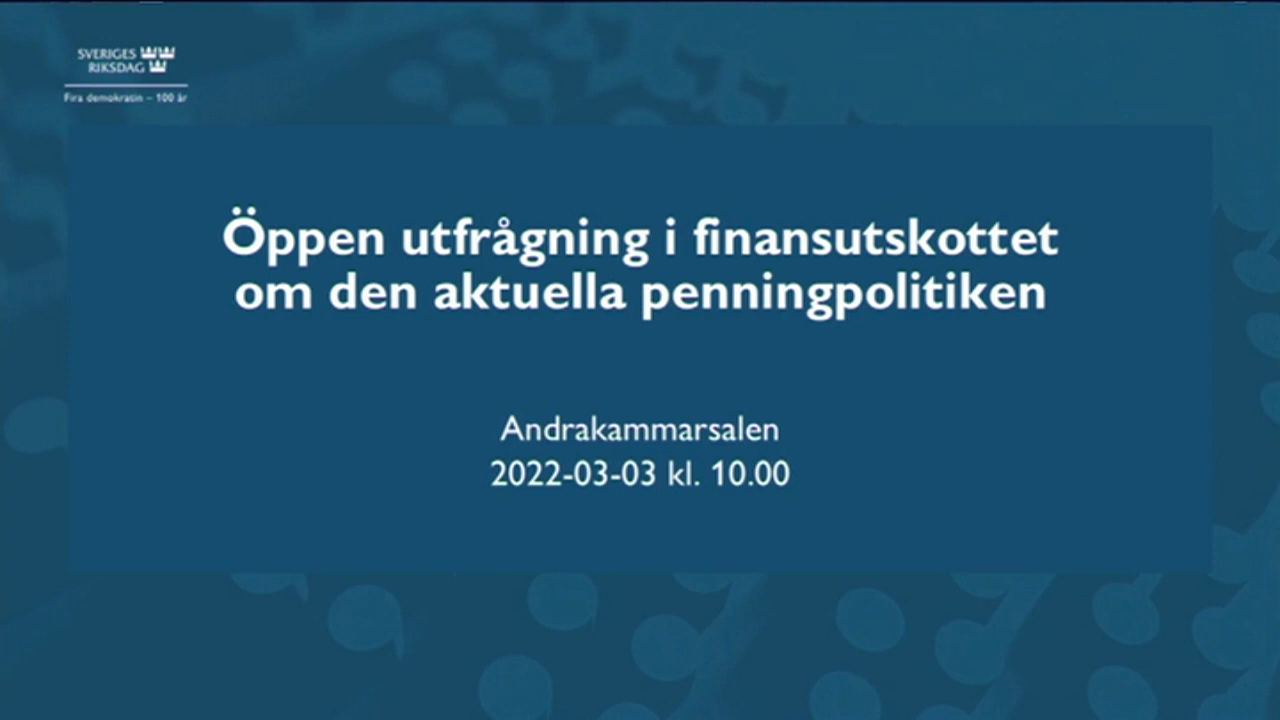 SVERIGES
RIKSDAG
Fira demokratin – 100 år
Öppen utfrågning i finansutskottet
om den aktuella penningpolitiken
Andrakammarsalen
2022-03-03 kl. 10.00